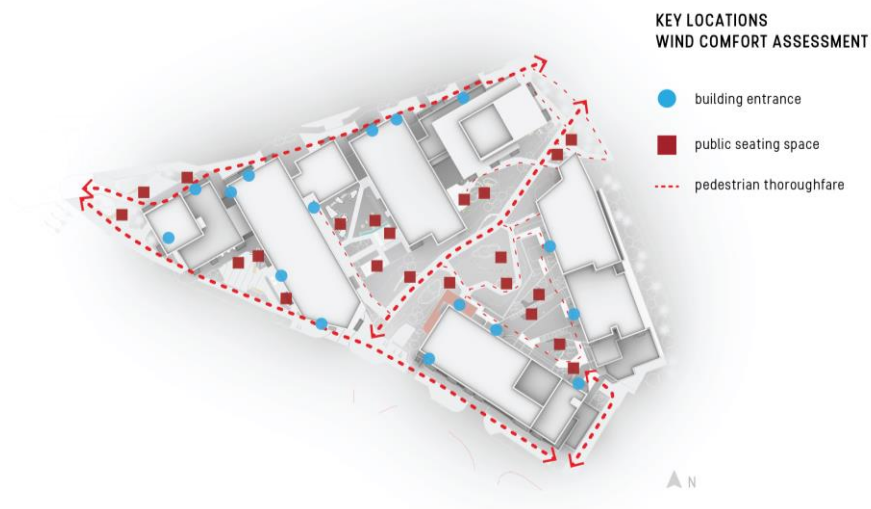 KEY LOCATIONS
WIND COMFORT ASSESSMENT
building entrance
public seating space
pedestrian thoroughfare
N